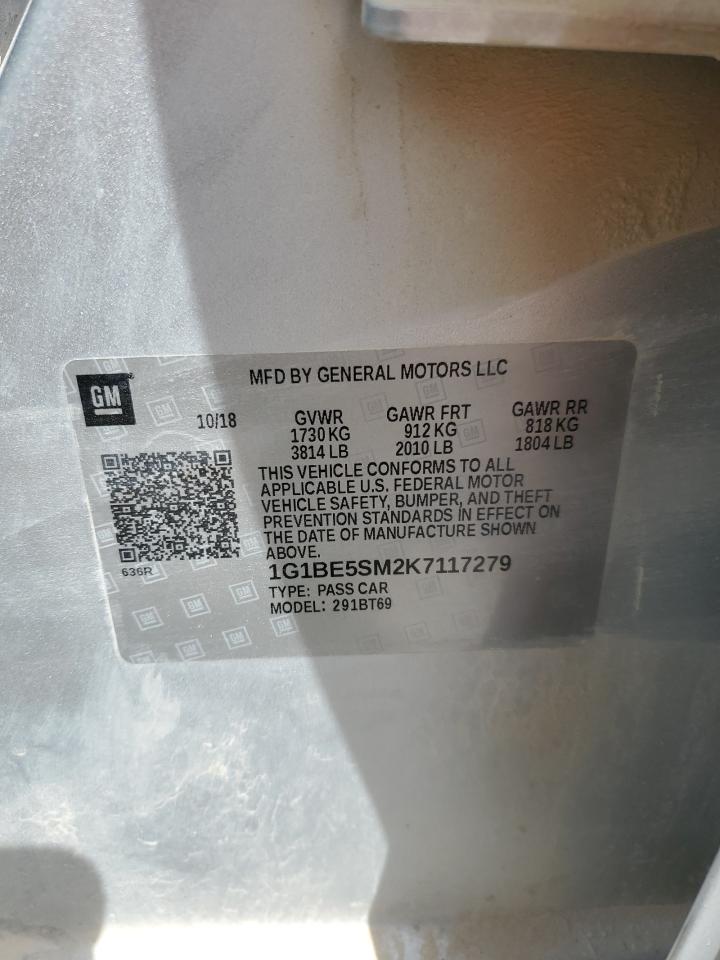 MFD BY GENERAL MOTORS LLC
GM
10/18
GVWR
1730 KG
3814 LB
GAWR FRT
912 KG
2010 LB
GAWR RR
818 KG
1804 LB
THIS VEHICLE CONFORMS TO ALL
APPLICABLE U.S. FEDERAL MOTOR
VEHICLE SAFETY, BUMPER, AND THEFT
PREVENTION STANDARDS IN EFFECT ON
THE DATE OF MANUFACTURE SHOWN
ABOVE.
636R
1G1BE5SM2K7117279
TYPE: PASS CAR
MODEL: 291BT69